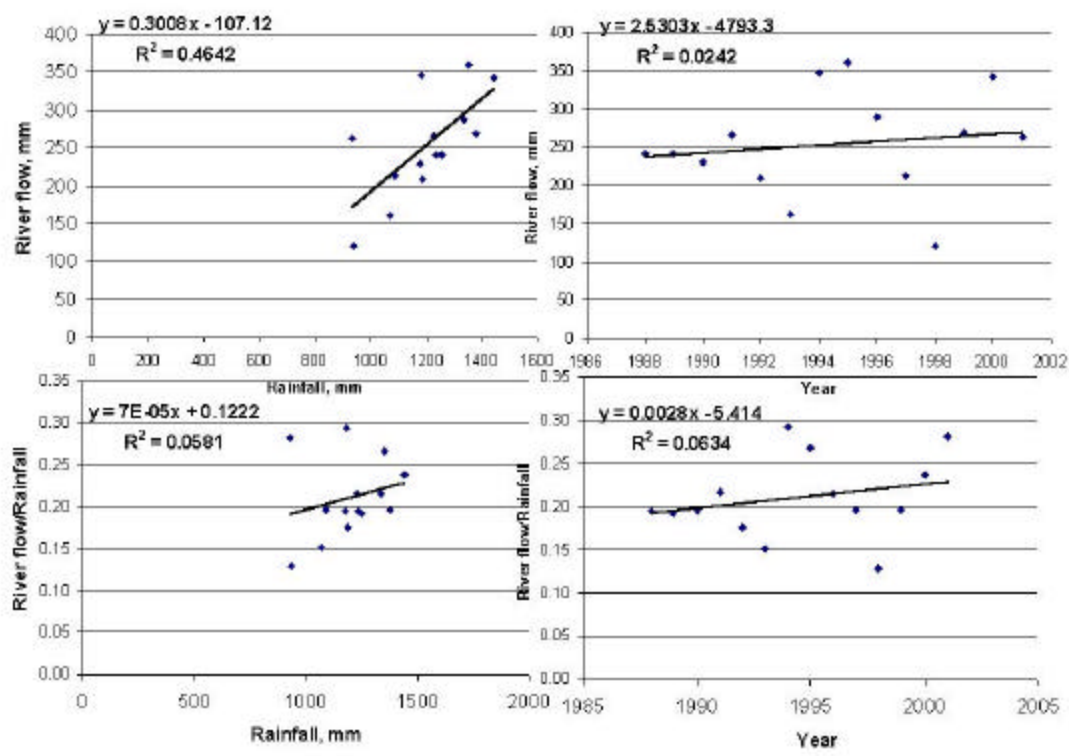 y = 0.3008x - 107.12
R² = 0.4642
400
350
300
250
200
150
100
50
0
River flow, mm
0 200 400 600 800 1000 1200 1400 1600
Rainfall, mm
y = 2.5303x - 4793.3
R² = 0.0242
400
350
300
250
200
150
100
50
0
River flow, mm
1986 1988 1990 1992 1994 1996 1998 2000 2002
Year
y = 7E-05x + 0.1222
R² = 0.0581
0.35
0.30
0.25
0.20
0.15
0.10
0.05
0.00
River flow/Rainfall
0 500 1000 1500 2000
Rainfall, mm
y = 0.0028x - 5.414
R² = 0.0634
0.35
0.30
0.25
0.20
0.15
0.10
0.05
0.00
River flow/Rainfall
1985 1990 1995 2000 2005
Year